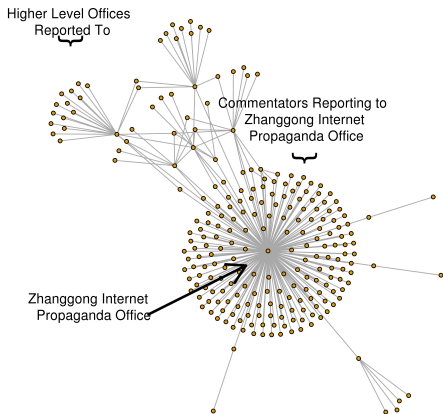 Higher Level Offices
Reported To
Commentators Reporting to
Zhanggong Internet
Propaganda Office
Zhanggong Internet
Propaganda Office